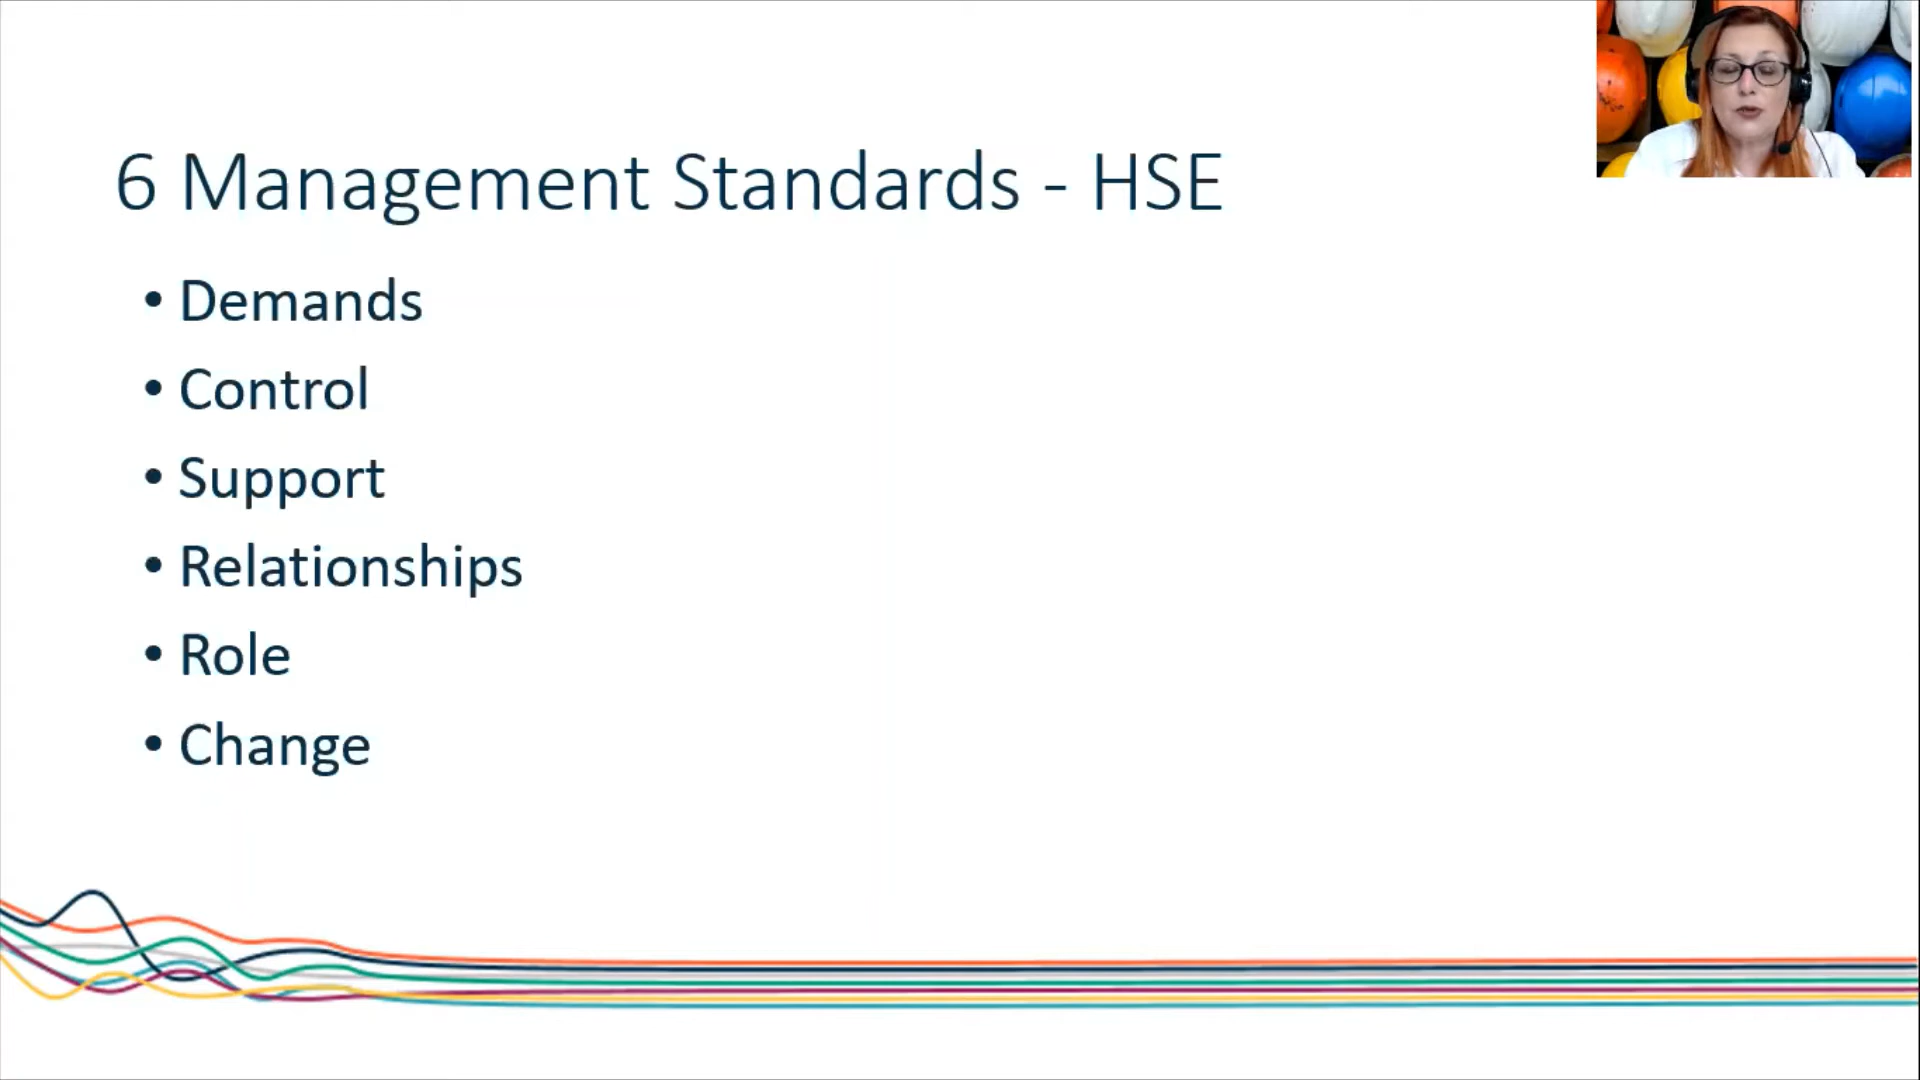 6 Management Standards - HSE
• Demands
• Control
• Support
• Relationships
• Role
• Change